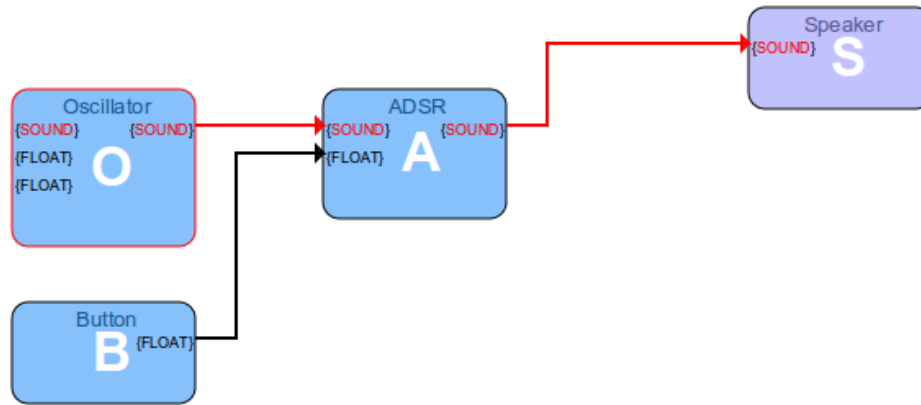 Oscillator
{SOUND} {SOUND}
{FLOAT}
{FLOAT}
O
ADSR
{SOUND} {SOUND}
{FLOAT}
A
Speaker
{SOUND}
S
Button
{FLOAT}
B